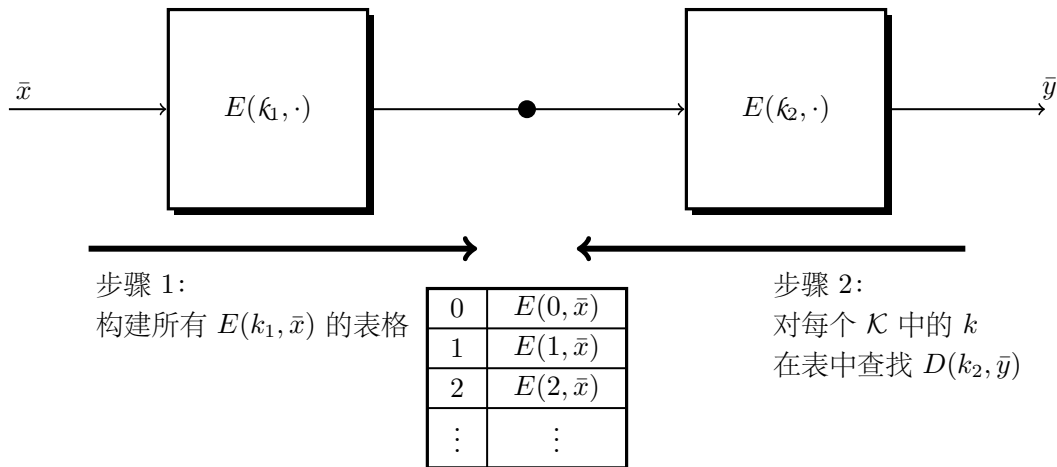 x̄
E(k₁, ·)
E(k₂, ·)
ȳ
步骤 1：
构建所有 E(k₁, x̄) 的表格
0 E(0, x̄)
1 E(1, x̄)
2 E(2, x̄)
⋮ ⋮
步骤 2：
对每个 𝒦 中的 k
在表中查找 D(k₂, ȳ)